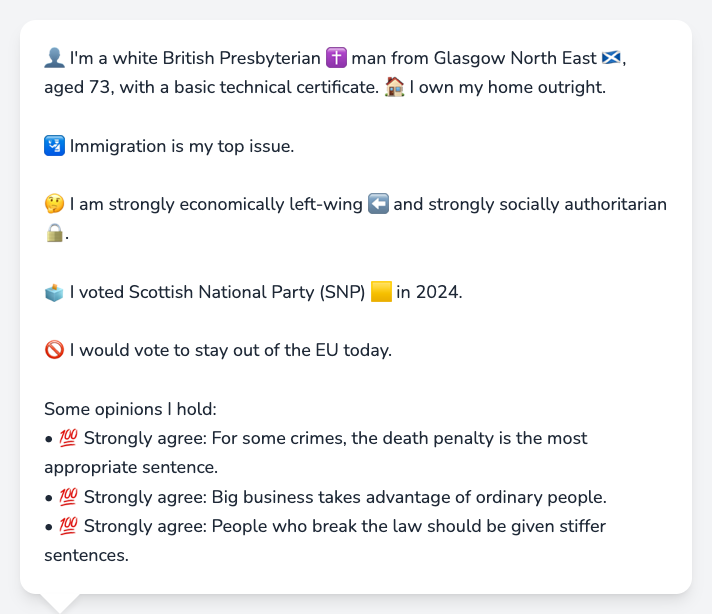 👤 I'm a white British Presbyterian ✝️ man from Glasgow North East 🏴󠁧󠁢󠁳󠁣󠁴󠁿,
aged 73, with a basic technical certificate. 🏠 I own my home outright.
🛂 Immigration is my top issue.
🤔 I am strongly economically left-wing ⬅️ and strongly socially authoritarian
🔒.
🗳️ I voted Scottish National Party (SNP) 🟨 in 2024.
🚫 I would vote to stay out of the EU today.
Some opinions I hold:
• 💯 Strongly agree: For some crimes, the death penalty is the most
appropriate sentence.
• 💯 Strongly agree: Big business takes advantage of ordinary people.
• 💯 Strongly agree: People who break the law should be given stiffer
sentences.